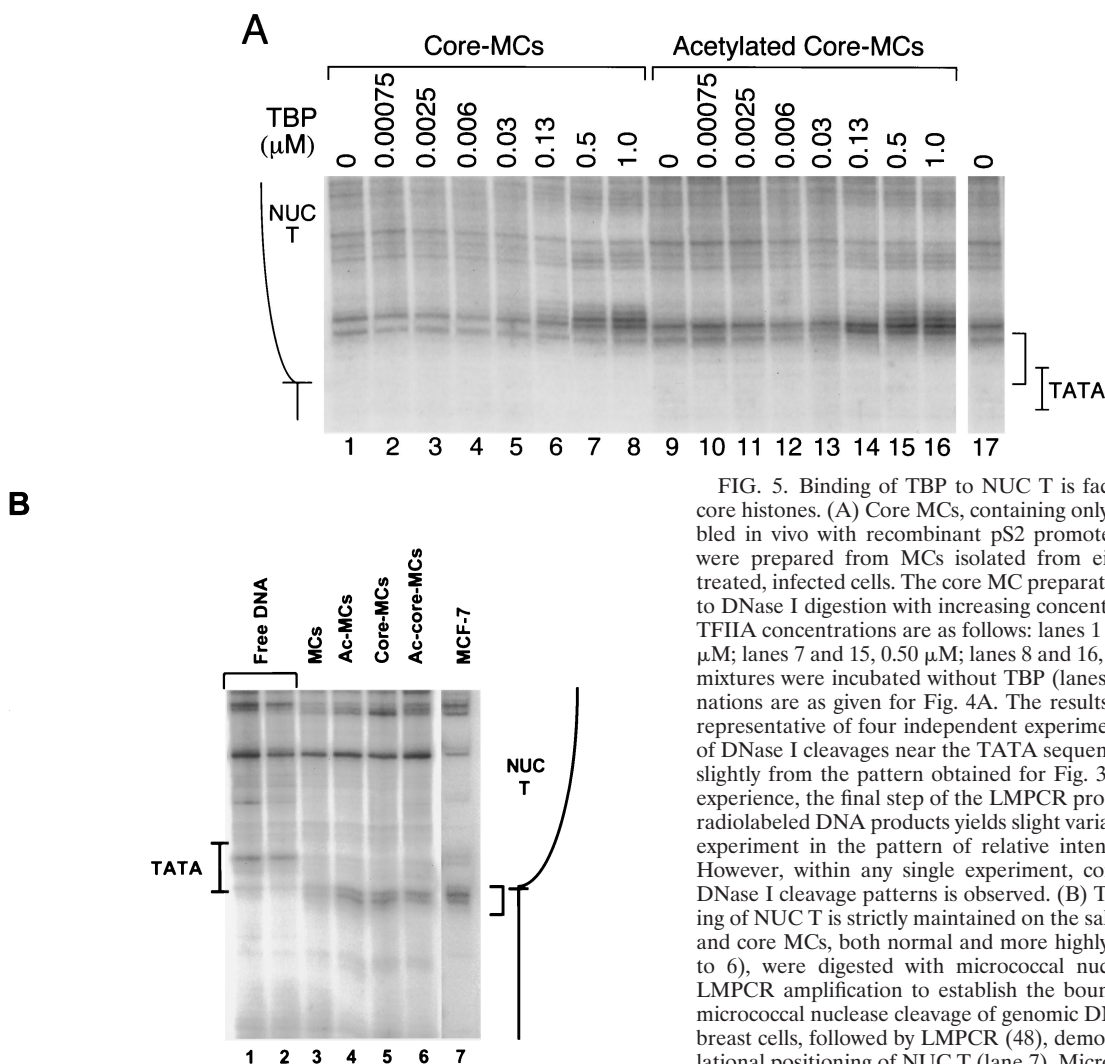 A
Core-MCs Acetylated Core-MCs
TBP (μM)
0 0.00075 0.0025 0.006 0.03 0.13 0.5 1.0 0 0.00075 0.0025 0.006 0.03 0.13 0.5 1.0 0
NUC
T
TATA
1 2 3 4 5 6 7 8 9 10 11 12 13 14 15 16 17
B
Free DNA MCs Ac-MCs Core-MCs Ac-core-MCs MCF-7
TATA
NUC
T
1 2 3 4 5 6 7
FIG. 5. Binding of TBP to NUC T is fac
core histones. (A) Core MCs, containing only
bled in vivo with recombinant pS2 promote
were prepared from MCs isolated from ei
treated, infected cells. The core MC preparat
to DNase I digestion with increasing concent
TFIIA concentrations are as follows: lanes 1
μM; lanes 7 and 15, 0.50 μM; lanes 8 and 16,
mixtures were incubated without TBP (lanes
nations are as given for Fig. 4A. The results
representative of four independent experime
of DNase I cleavages near the TATA sequen
slightly from the pattern obtained for Fig. 3
experience, the final step of the LMPCR pro
radiolabeled DNA products yields slight varia
experiment in the pattern of relative inten
However, within any single experiment, co
DNase I cleavage patterns is observed. (B) T
ing of NUC T is strictly maintained on the sal
and core MCs, both normal and more highly
to 6), were digested with micrococcal nuc
LMPCR amplification to establish the boun
micrococcal nuclease cleavage of genomic DI
breast cells, followed by LMPCR (48), demo
lational positioning of NUC T (lane 7). Micro